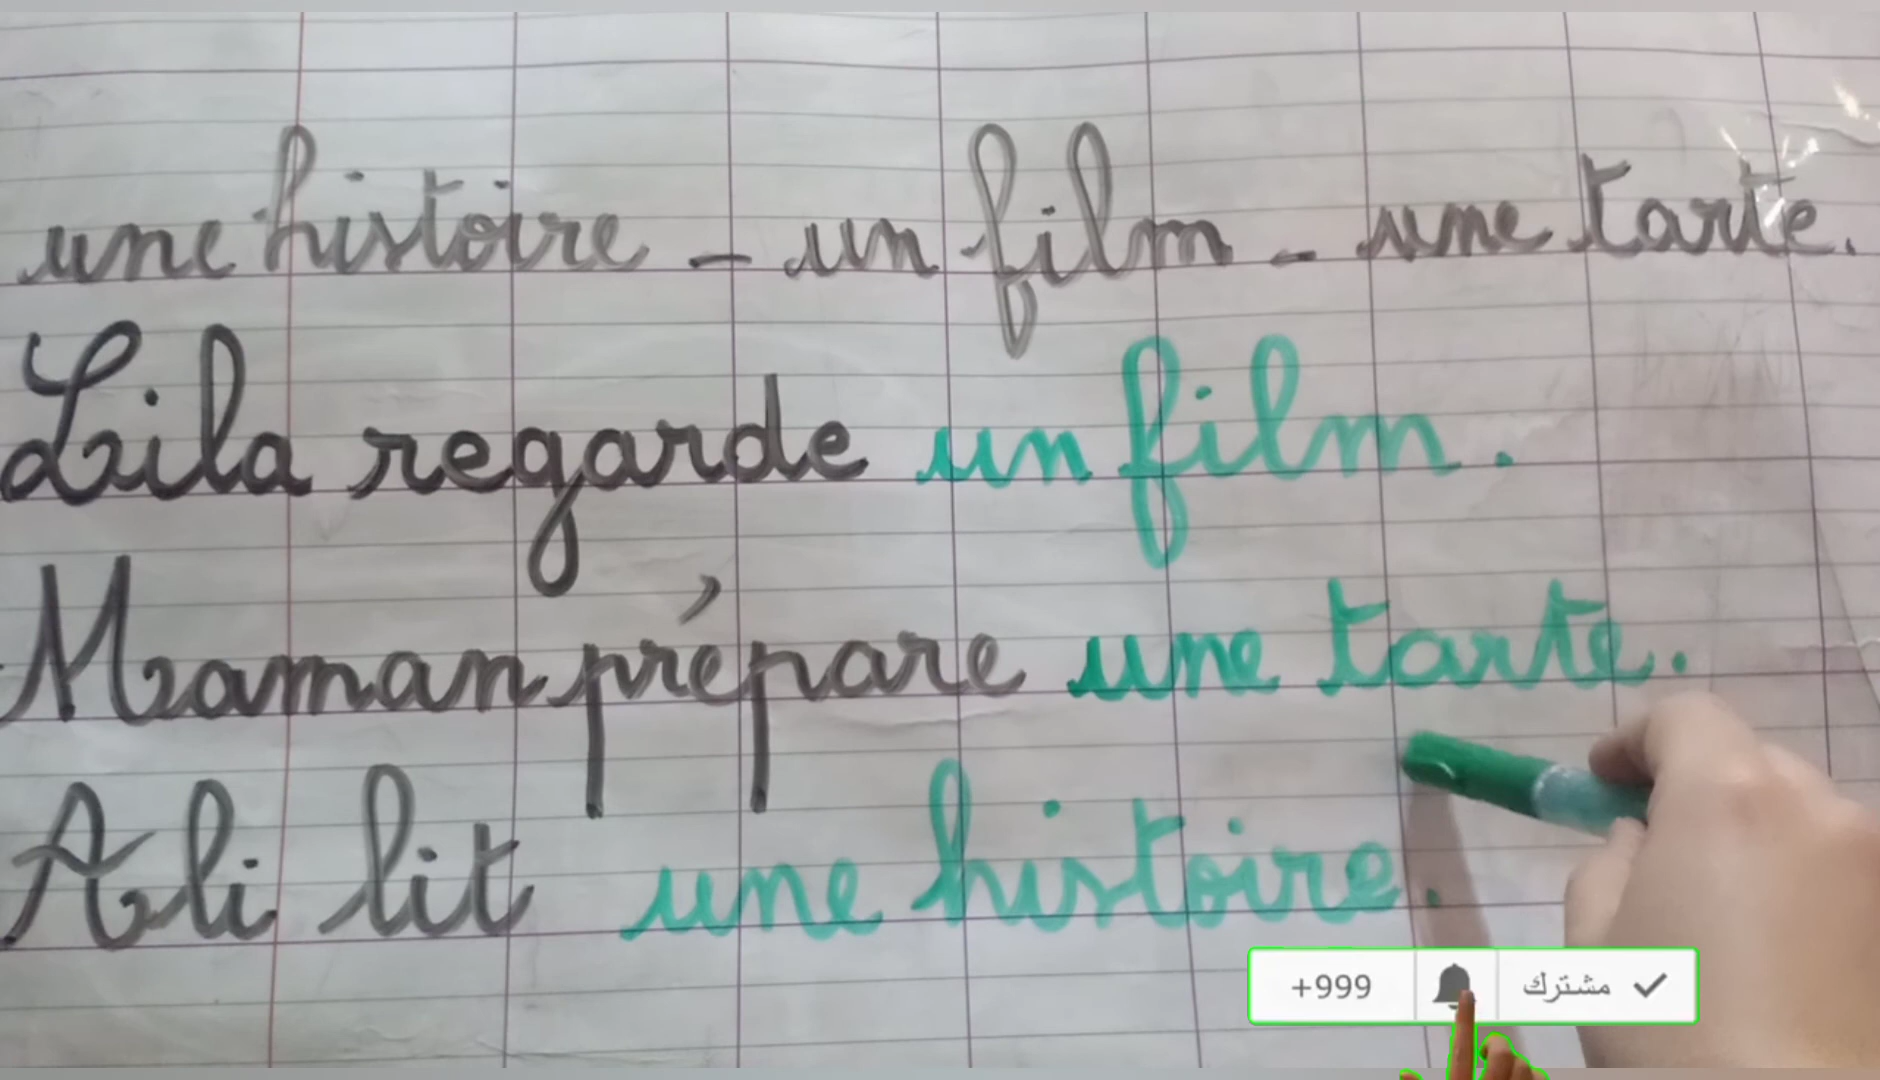 une histoire - un film - une tarte.
Lila regarde un film.
Maman prépare une tarte.
Ali lit une histoire.
+999 مشترك